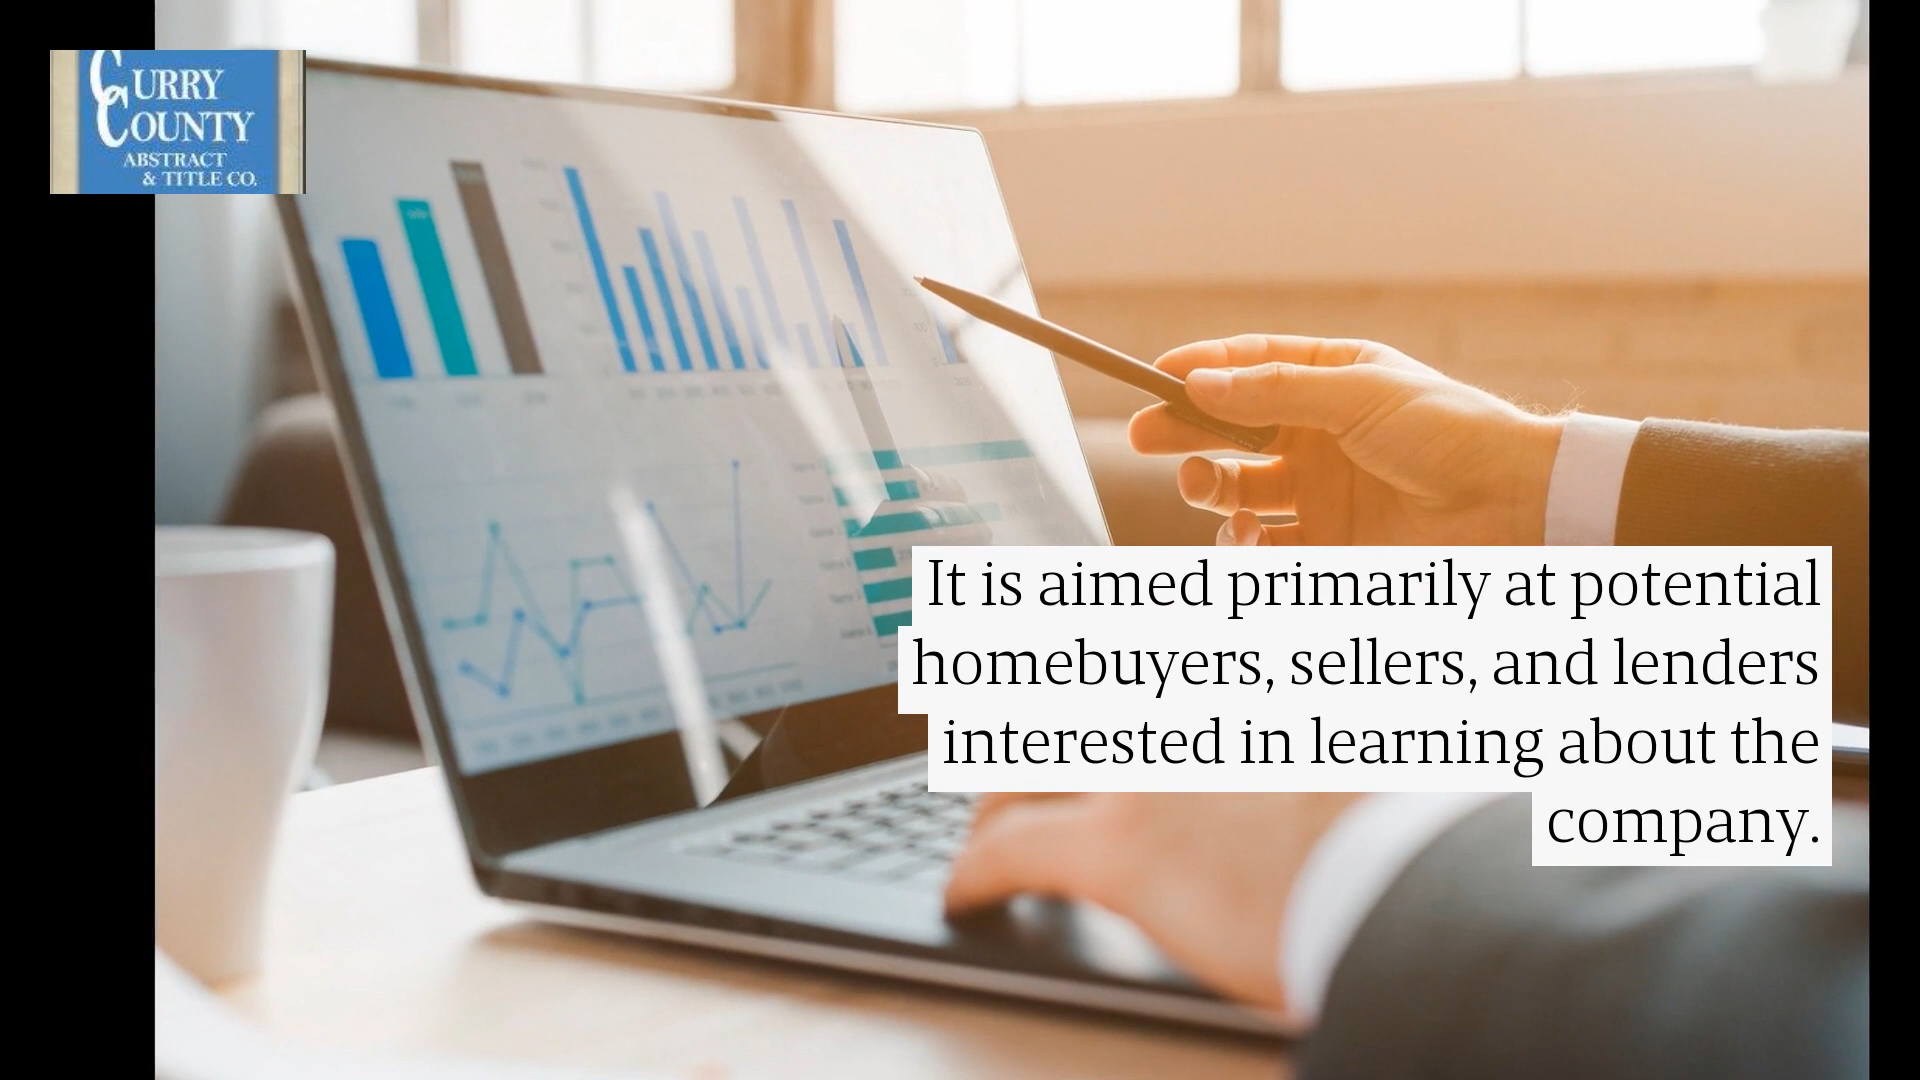 CURRY
COUNTY
ABSTRACT
& TITLE CO.
It is aimed primarily at potential
homebuyers, sellers, and lenders
interested in learning about the
company.